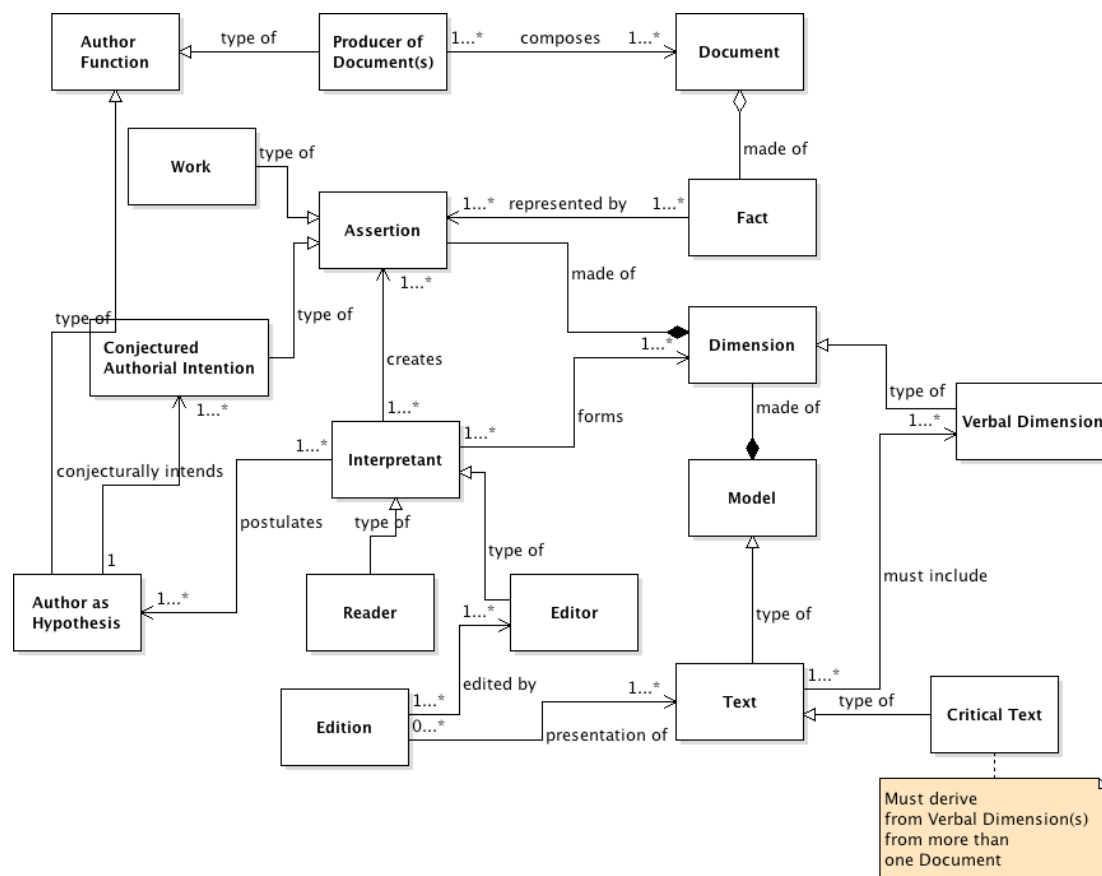 Author
Function
type of
Producer of
Document(s)
1...*
composes
1...*
Document
made of
Work
type of
Assertion
1...*
represented by
1...*
Fact
made of
1...*
type of
type of
Conjectured
Authorial Intention
1...*
Dimension
creates
type of
made of
1...*
forms
1...*
Verbal Dimension
1...*
1...*
1...*
Interpretant
conjecturally intends
Model
postulates
type of
type of
must include
1
Author as
Hypothesis
1...*
Reader
1...*
Editor
type of
edited by
1...*
1...*
Edition
1...*
0...*
presentation of
Text
type of
Critical Text
Must derive
from Verbal Dimension(s)
from more than
one Document